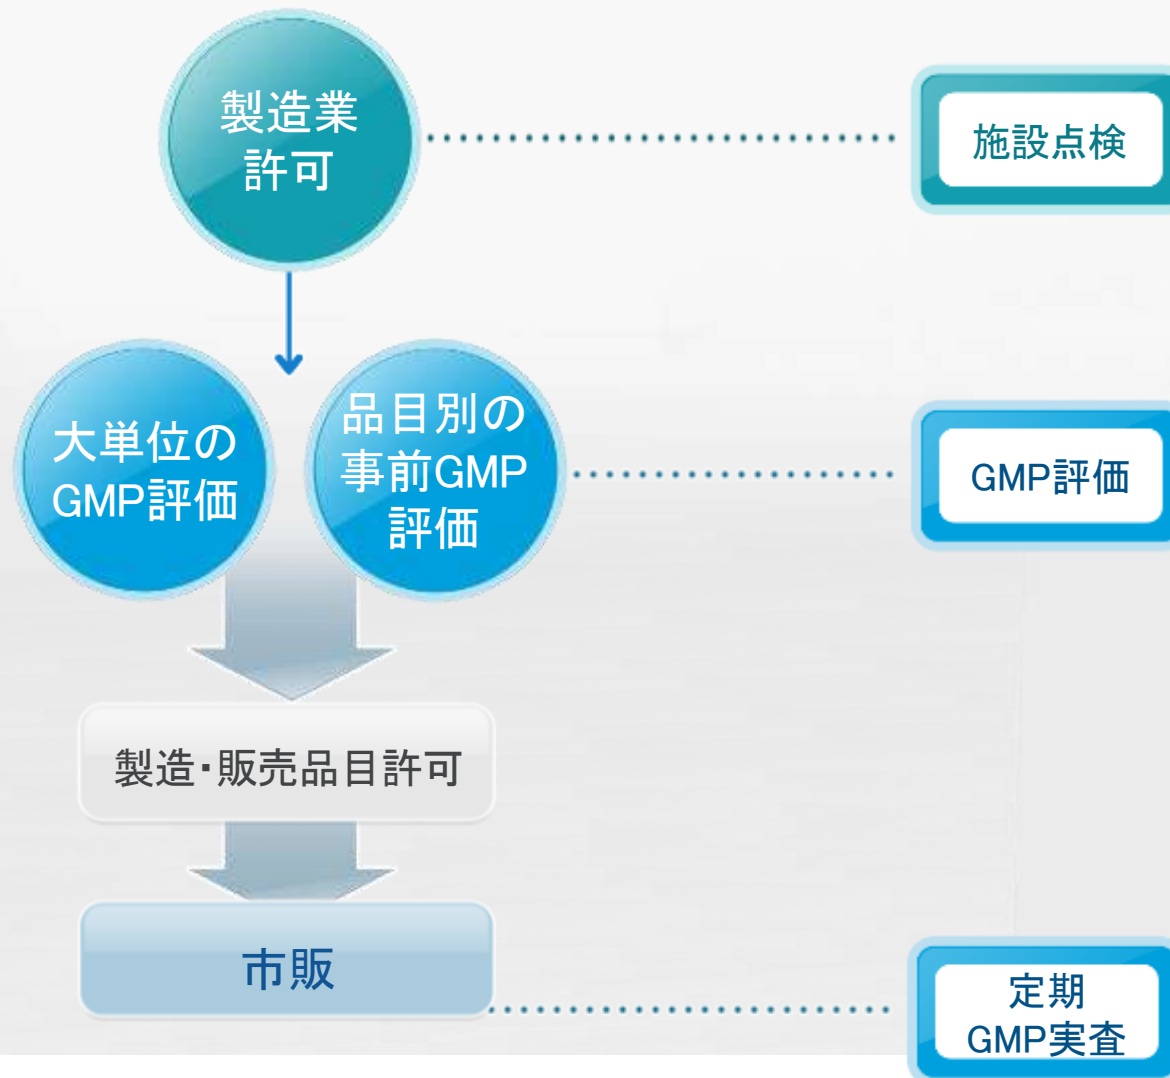 製造業
許可
施設点検
大単位の
GMP評価
品目別の
事前GMP
評価
GMP評価
製造・販売品目許可
市販
定期
GMP実査